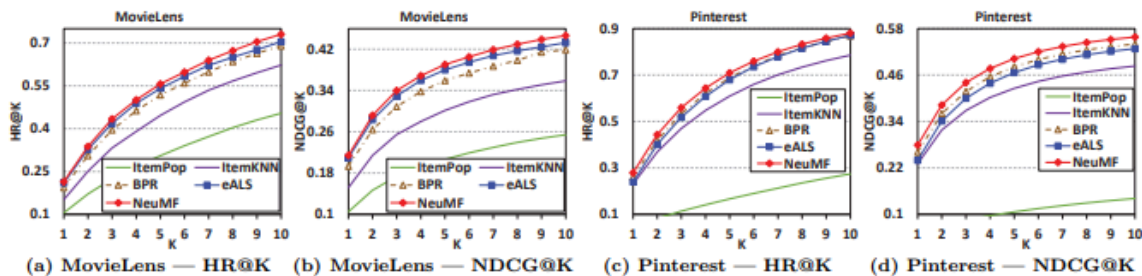 MovieLens
HR@K
0.7
0.55
0.4
0.25
0.1
ItemPop
ItemKNN
BPR
eALS
NeuMF
1 2 3 4 5 6 7 8 9 10
K
(a) MovieLens — HR@K
MovieLens
NDCG@K
0.42
0.34
0.26
0.18
0.1
ItemPop
ItemKNN
BPR
eALS
NeuMF
1 2 3 4 5 6 7 8 9 10
K
(b) MovieLens — NDCG@K
Pinterest
HR@K
0.9
0.7
0.5
0.3
0.1
ItemPop
ItemKNN
BPR
eALS
NeuMF
1 2 3 4 5 6 7 8 9 10
K
(c) Pinterest — HR@K
Pinterest
NDCG@K
0.58
0.46
0.34
0.22
0.1
ItemPop
ItemKNN
BPR
eALS
NeuMF
1 2 3 4 5 6 7 8 9 10
K
(d) Pinterest — NDCG@K